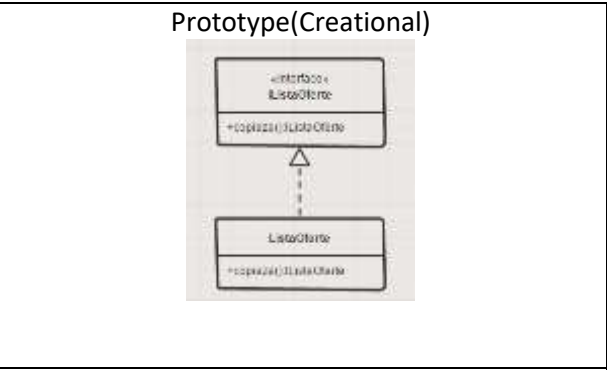 Prototype(Creational)
«interface»
IListaOferte
+copiaza():IListaOferte
ListaOferte
+copiaza():IListaOferte